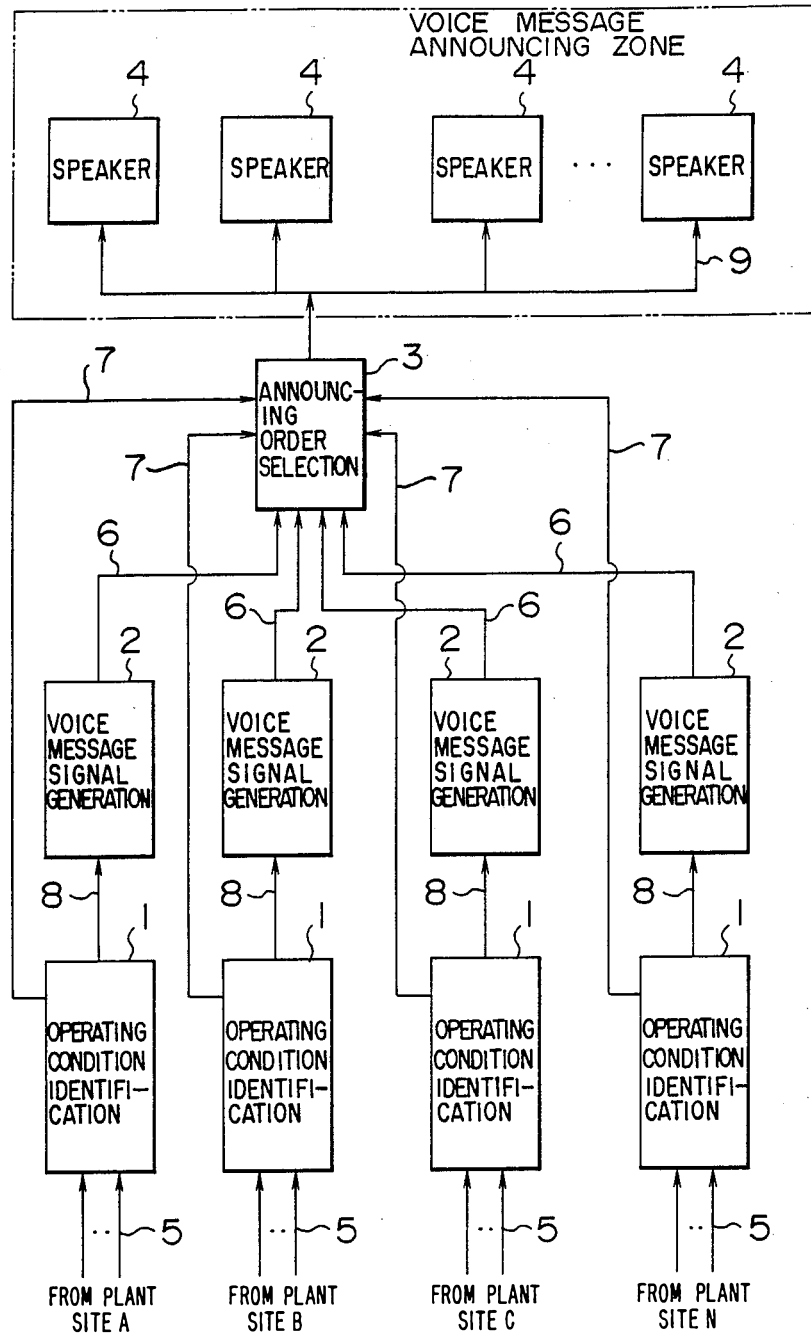 VOICE MESSAGE
ANNOUNCING ZONE
4 4 4 4
SPEAKER SPEAKER SPEAKER ··· SPEAKER
9
3
7
ANNOUNC-
ING
ORDER
SELECTION
7 7 7
6 6
6 6
2 2 2 2
VOICE
MESSAGE
SIGNAL
GENERATION
VOICE
MESSAGE
SIGNAL
GENERATION
VOICE
MESSAGE
SIGNAL
GENERATION
VOICE
MESSAGE
SIGNAL
GENERATION
8 8 8 8
1 1 1 1
OPERATING
CONDITION
IDENTIFI-
CATION
OPERATING
CONDITION
IDENTIFI-
CATION
OPERATING
CONDITION
IDENTIFI-
CATION
OPERATING
CONDITION
IDENTIFI-
CATION
·· 5 ·· 5 ·· 5 ·· 5
FROM PLANT
SITE A
FROM PLANT
SITE B
FROM PLANT
SITE C
FROM PLANT
SITE N